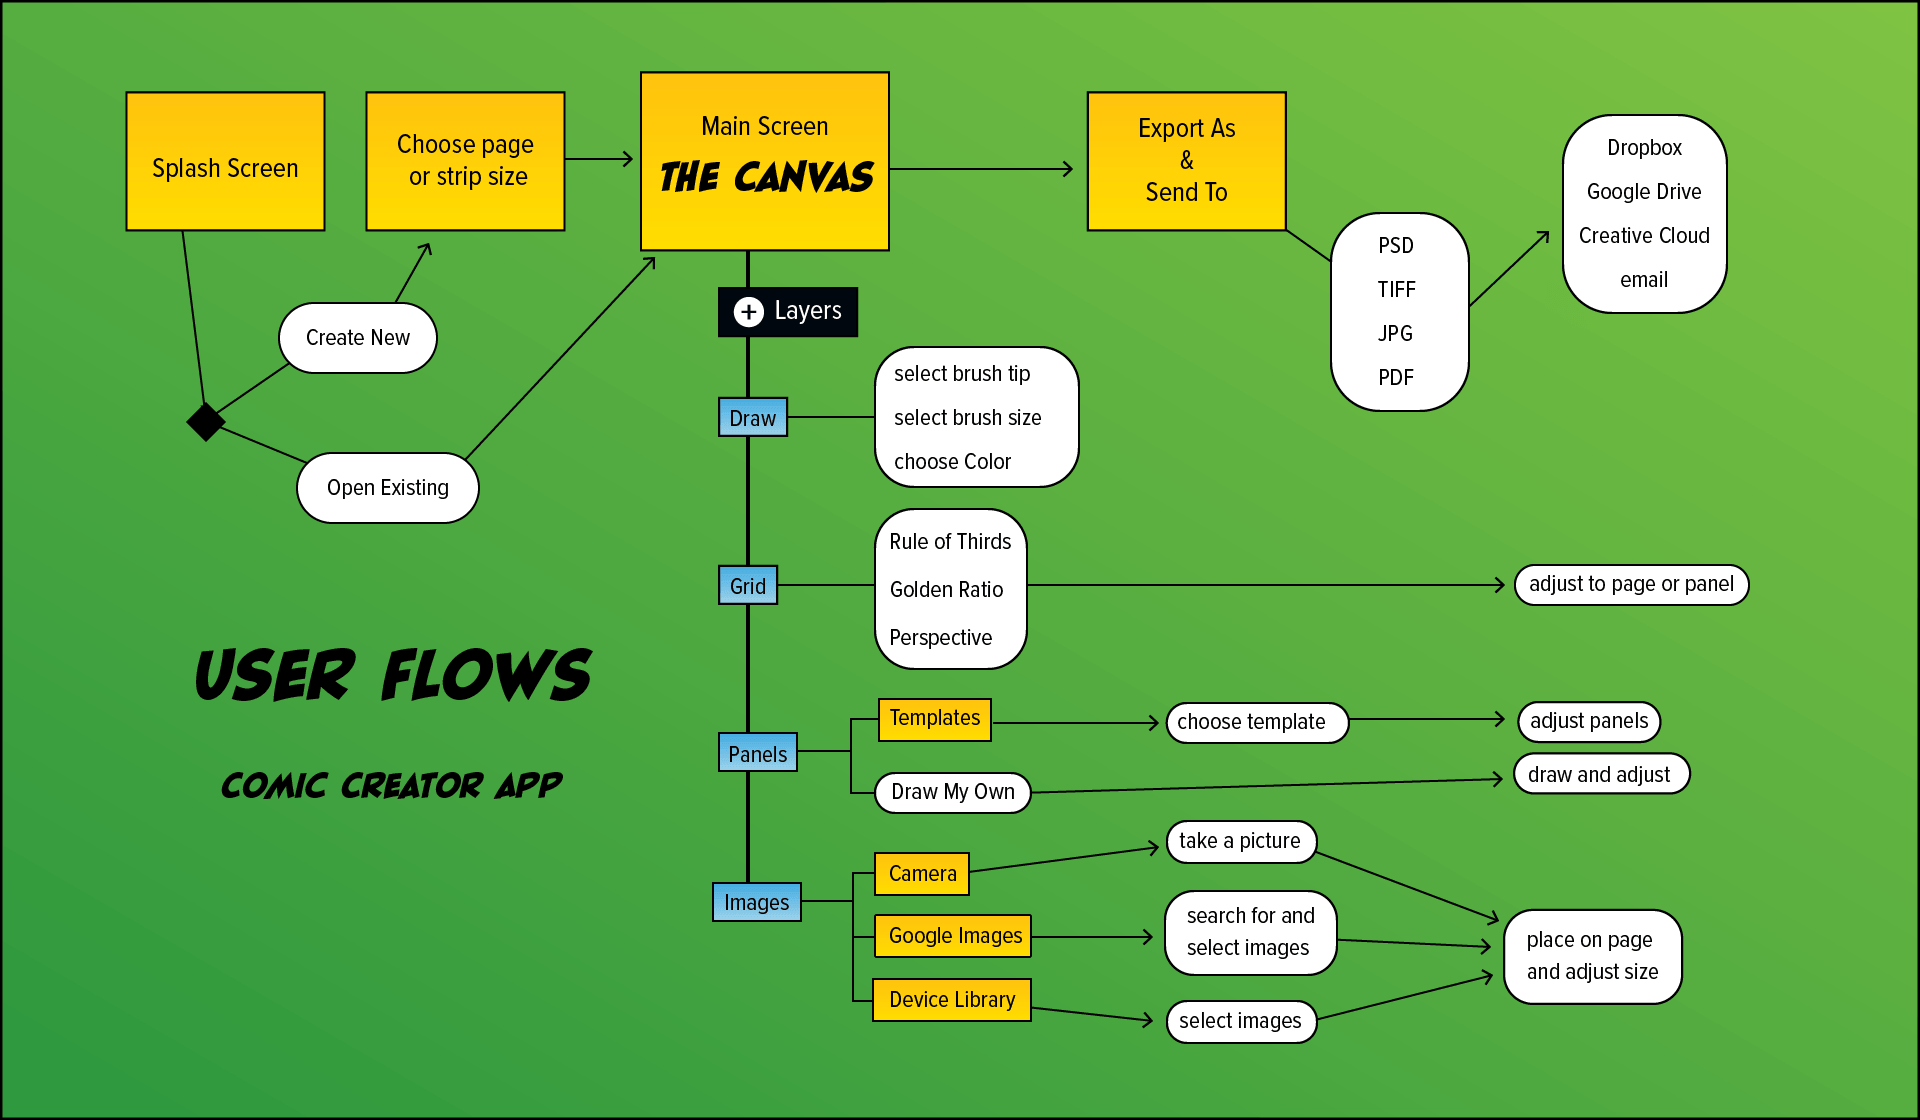 Splash Screen
Choose page
or strip size
Main Screen
THE CANVAS
Export As
&
Send To
PSD
TIFF
JPG
PDF
Dropbox
Google Drive
Creative Cloud
email
Create New
Open Existing
+ Layers
Draw
select brush tip
select brush size
choose Color
Grid
Rule of Thirds
Golden Ratio
Perspective
adjust to page or panel
USER FLOWS
COMIC CREATOR APP
Panels
Templates
choose template
adjust panels
Draw My Own
draw and adjust
Images
Camera
take a picture
Google Images
search for and
select images
Device Library
select images
place on page
and adjust size